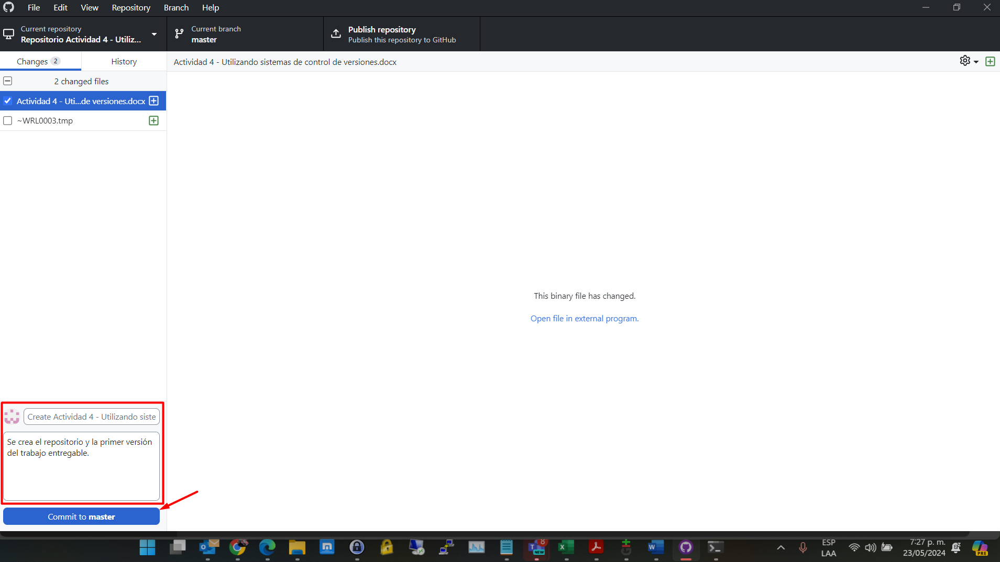 File Edit View Repository Branch Help
Current repository
Repositorio Actividad 4 - Utiliz...
Current branch
master
Publish repository
Publish this repository to GitHub
Changes 2
History
Actividad 4 - Utilizando sistemas de control de versiones.docx
2 changed files
Actividad 4 - Uti...de versiones.docx
~WRL0003.tmp
This binary file has changed.
Open file in external program.
Create Actividad 4 - Utilizando siste
Se crea el repositorio y la primer versión
del trabajo entregable.
Commit to master
8
NEW
ESP
LAA
7:27 p. m.
23/05/2024
PRE